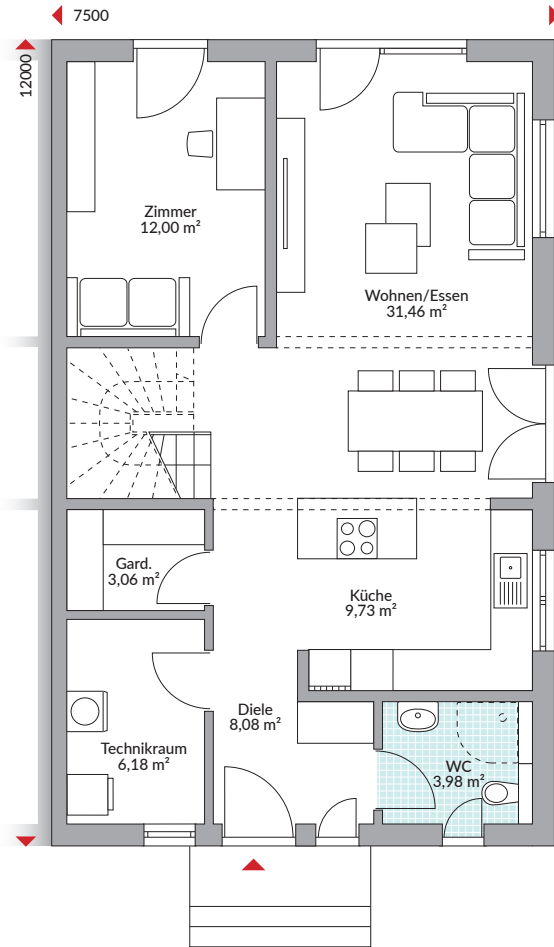 7500
12000
Zimmer
12,00 m²
Wohnen/Essen
31,46 m²
Gard.
3,06 m²
Küche
9,73 m²
Diele
8,08 m²
Technikraum
6,18 m²
WC
3,98 m²